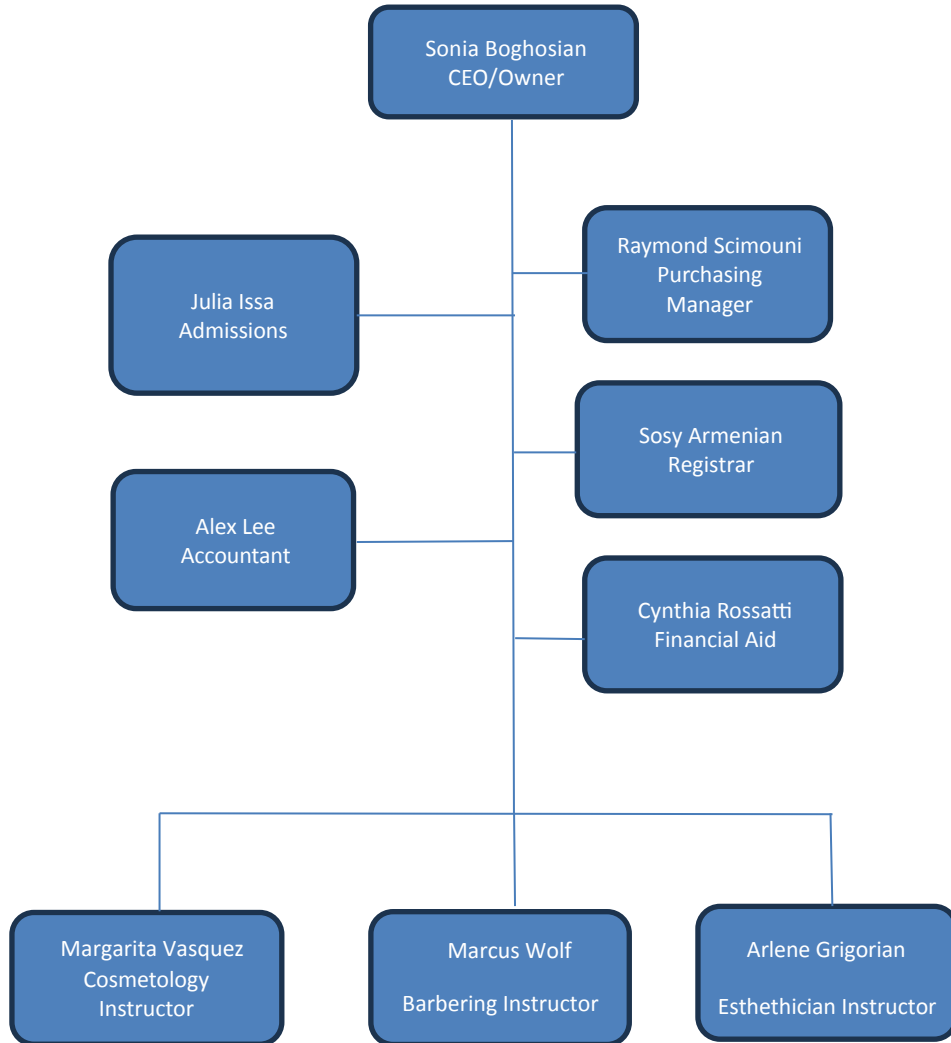 Sonia Boghosian
CEO/Owner
Raymond Scimouni
Purchasing
Manager
Julia Issa
Admissions
Sosy Armenian
Registrar
Alex Lee
Accountant
Cynthia Rossatti
Financial Aid
Margarita Vasquez
Cosmetology
Instructor
Marcus Wolf
Barbering Instructor
Arlene Grigorian
Esthethician Instructor